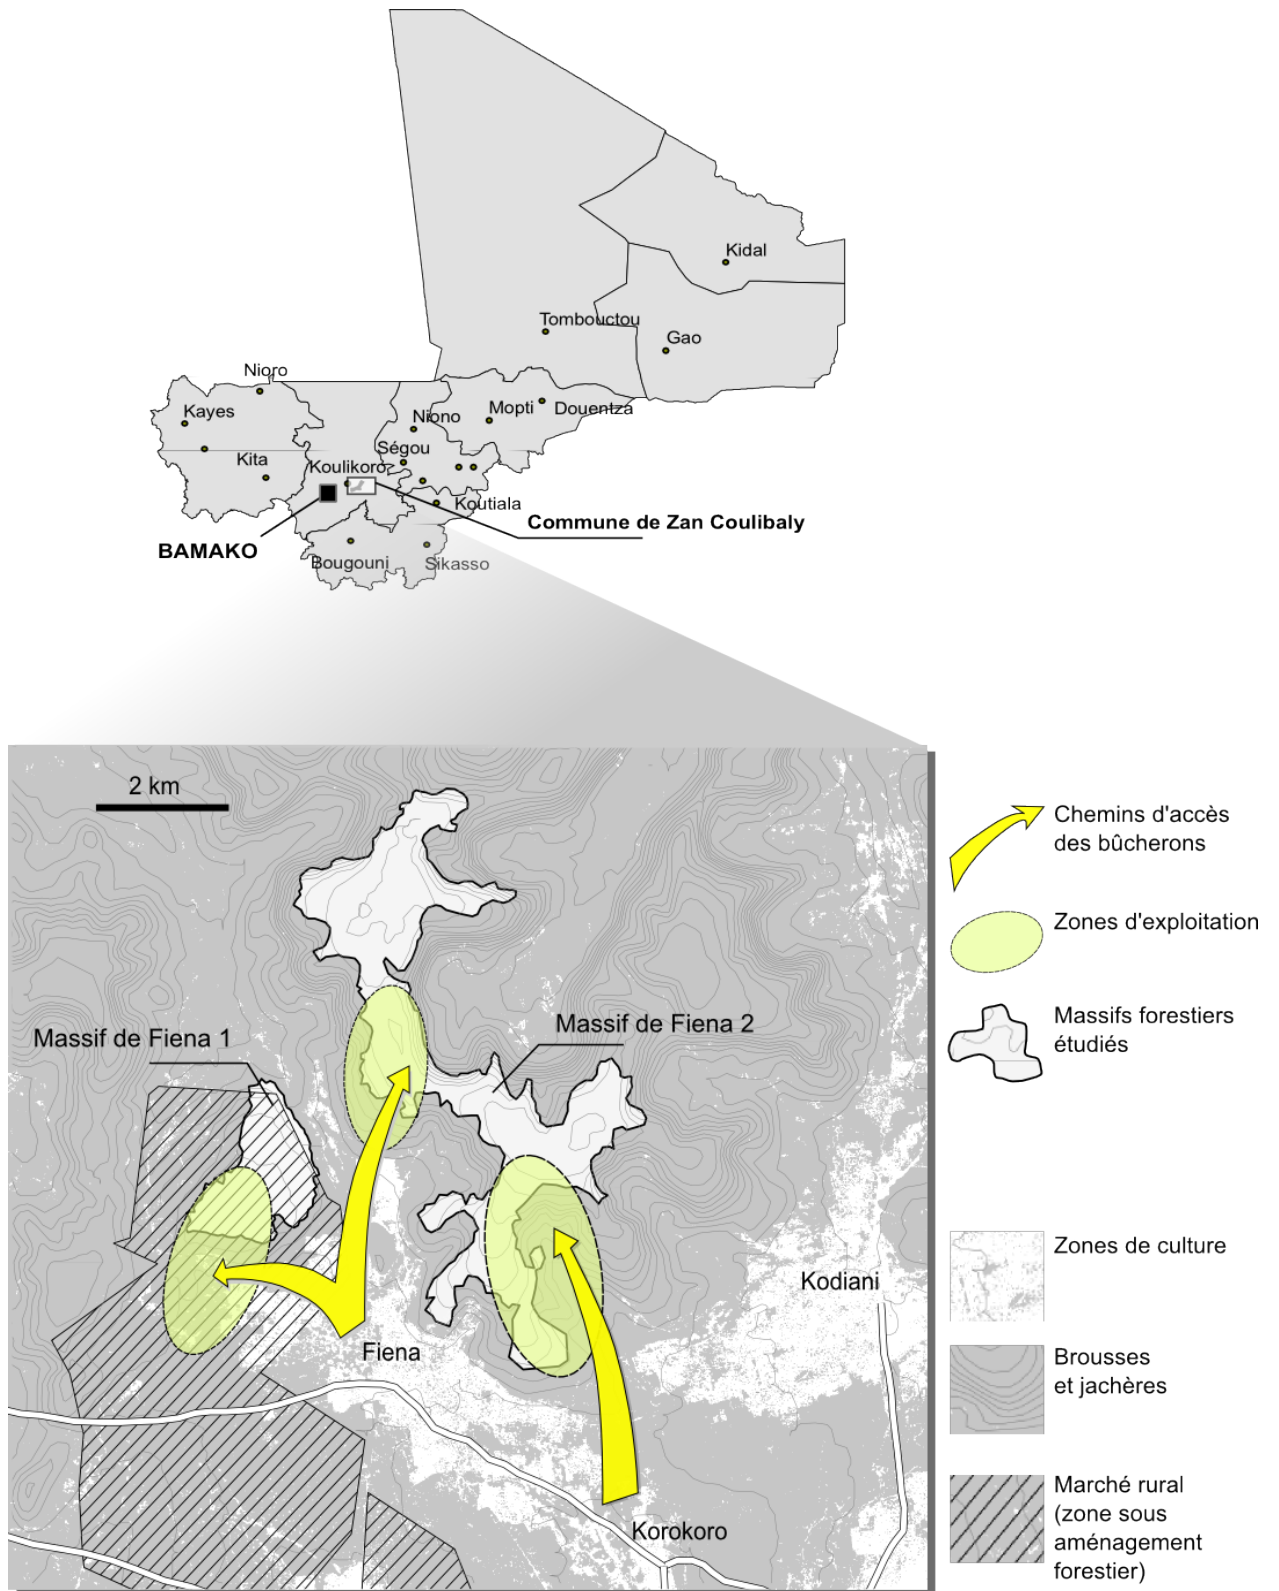 Kidal
Tombouctou
Gao
Nioro
Kayes
Niono
Mopti
Douentza
Ségou
Kita
Koulikoro
Koutiala
Commune de Zan Coulibaly
BAMAKO
Bougouni
Sikasso
2 km
Chemins d'accès
des bûcherons
Zones d'exploitation
Massifs forestiers
étudiés
Massif de Fiena 1
Massif de Fiena 2
Zones de culture
Kodiani
Fiena
Brousses
et jachères
Marché rural
(zone sous
aménagement
forestier)
Korokoro